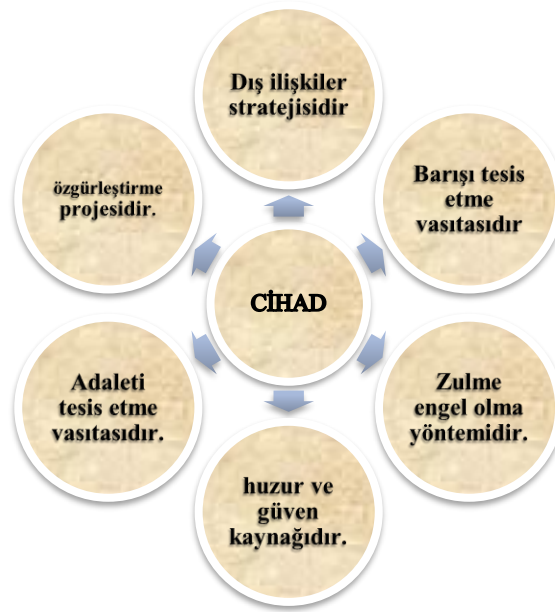 Dış ilişkiler
stratejisidir
Barışı tesis
etme
vasıtasıdır
Zulme
engel olma
yöntemidir.
huzur ve
güven
kaynağıdır.
Adaleti
tesis etme
vasıtasıdır.
özgürleştirme
projesidir.
CİHAD